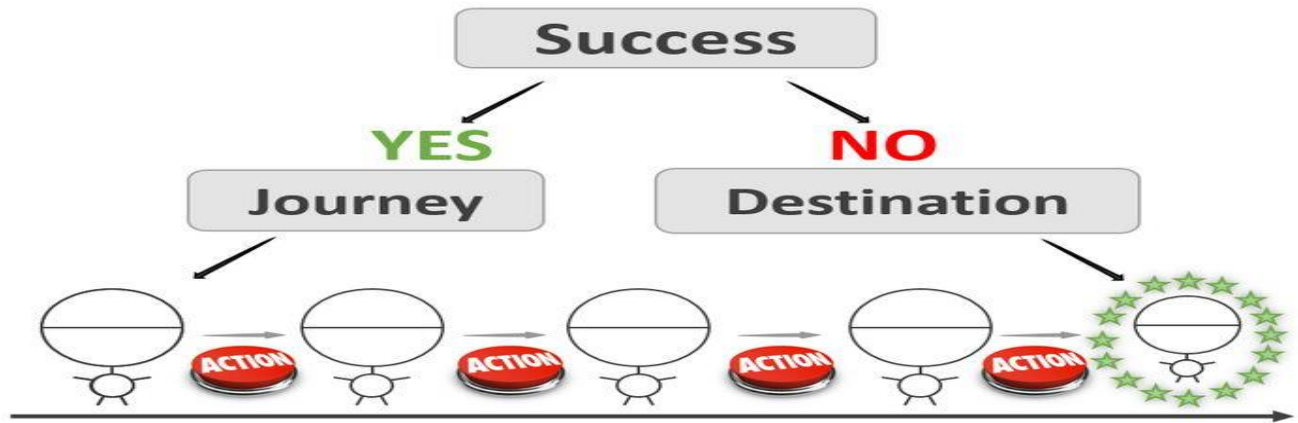 Success
YES
NO
Journey
Destination
ACTION
ACTION
ACTION
ACTION